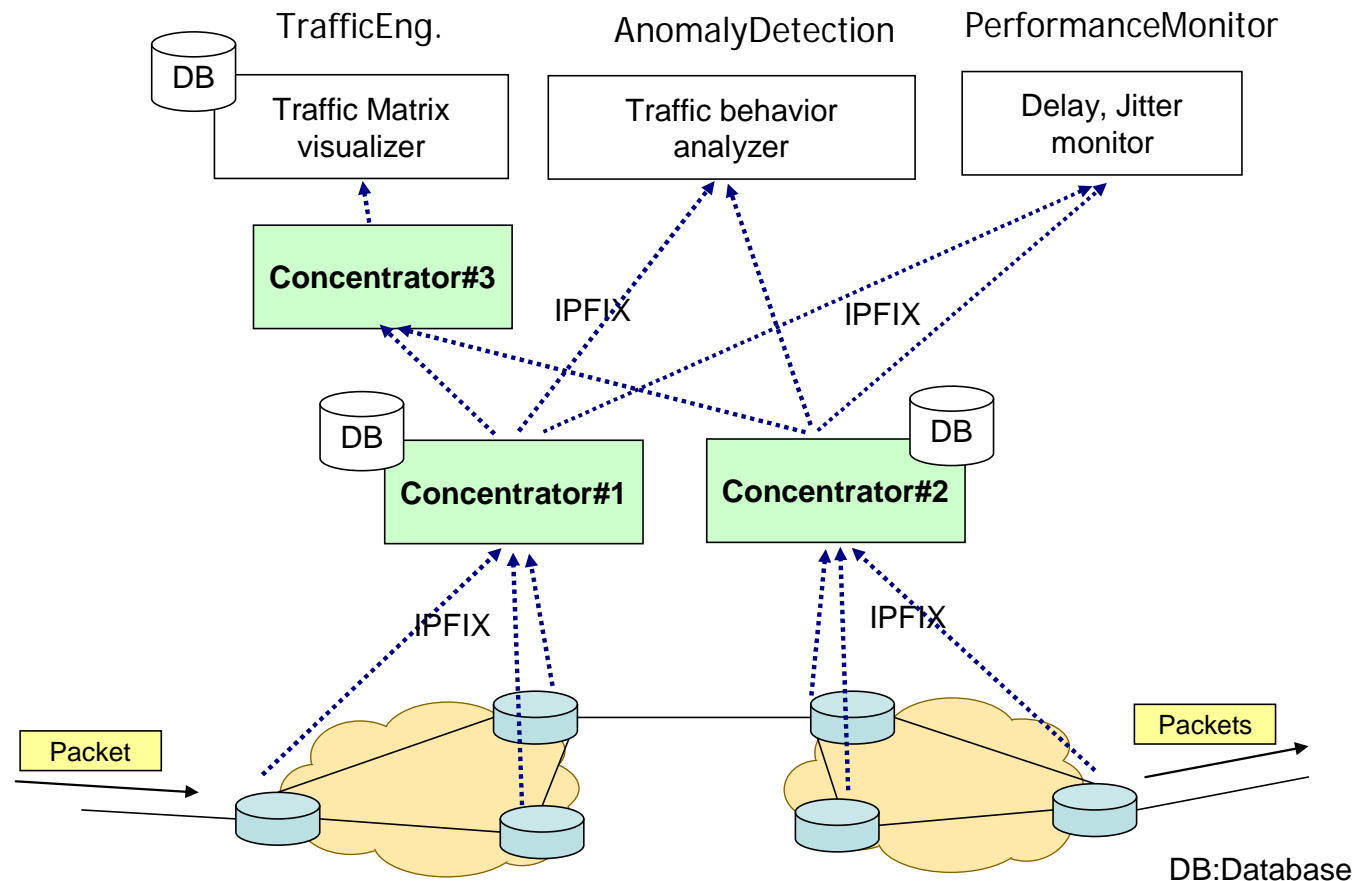 TrafficEng.
AnomalyDetection
PerformanceMonitor
DB
Traffic Matrix
visualizer
Traffic behavior
analyzer
Delay, Jitter
monitor
Concentrator#3
IPFIX
IPFIX
DB
Concentrator#1
DB
Concentrator#2
IPFIX
IPFIX
Packet
Packets
DB:Database